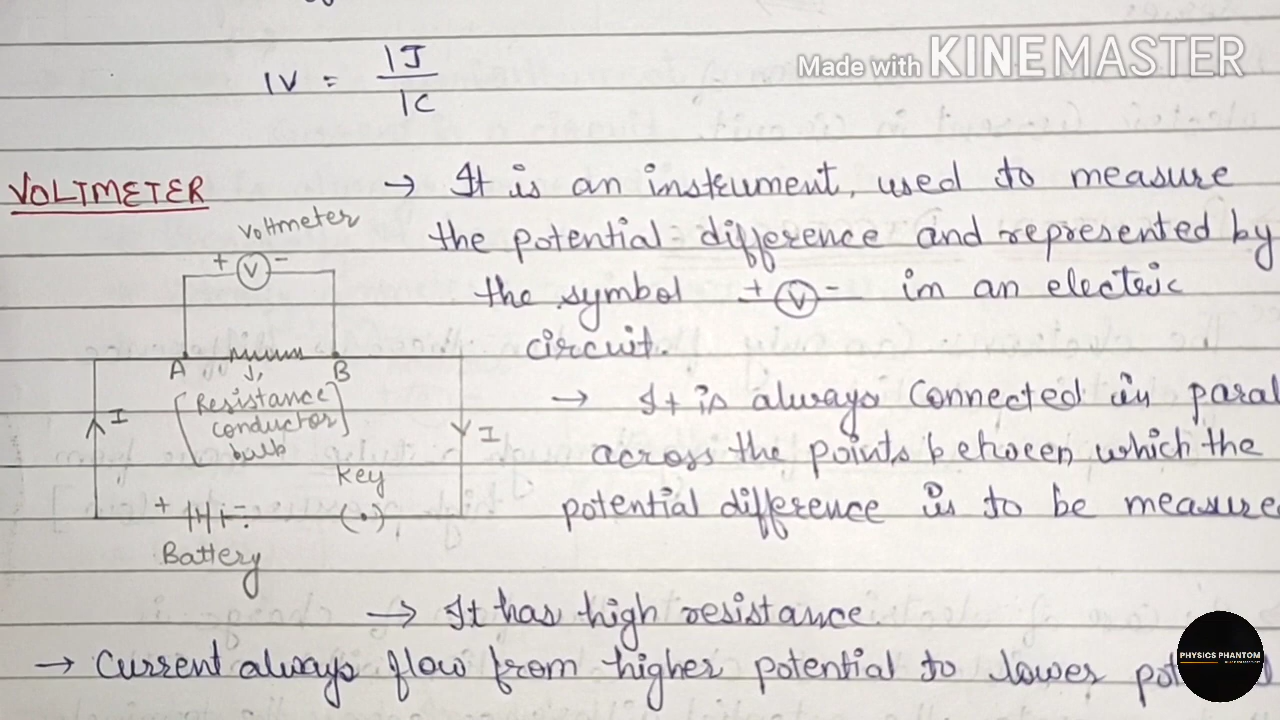 1V = 1J
1C
Made with KINEMASTER
VOLTMETER → It is an instrument, used to measure
the potential difference and represented by
the symbol + V - in an electric
circuit.
voltmeter
+ V -
A B
[Resistance
conductor
bulb]
I
I
Key
+ - (•)
Battery
→ It is always connected in paral
across the points between which the
potential difference is to be measure
→ It has high resistance.
→ Current always flow from higher potential to lower pot
PHYSICS PHANTOM